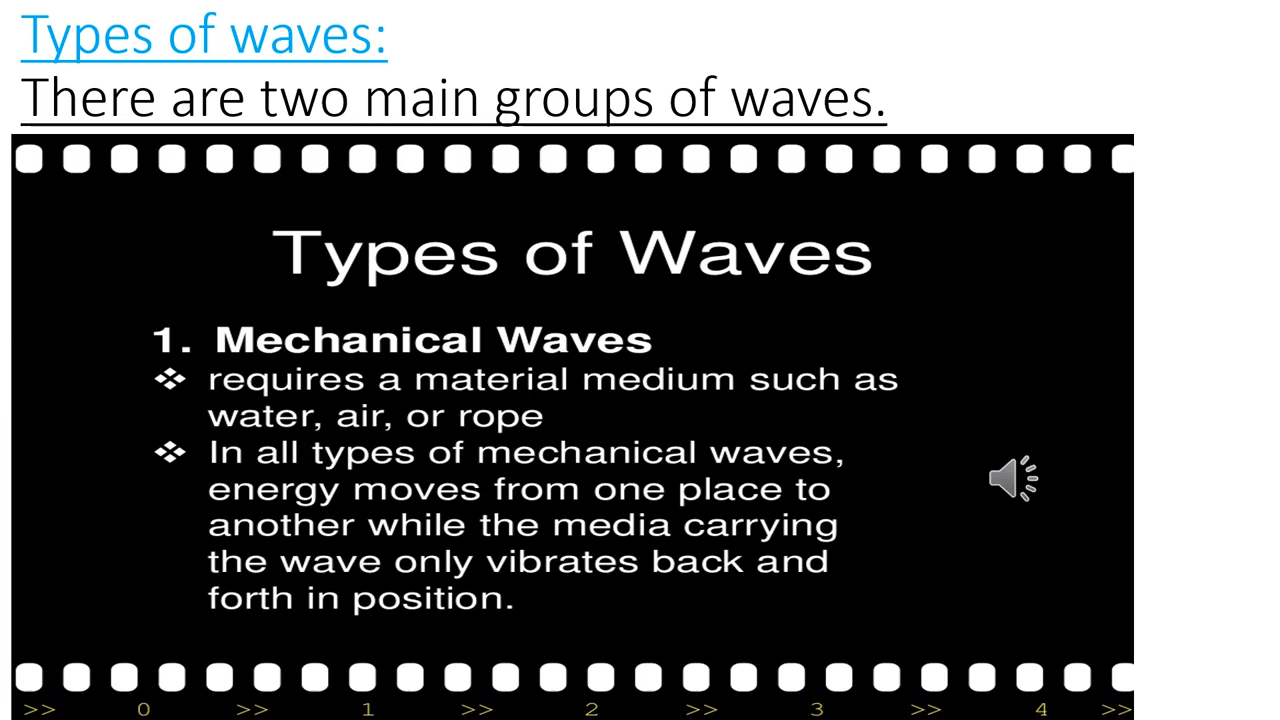 Types of waves:
There are two main groups of waves.
Types of Waves
1. Mechanical Waves
❖ requires a material medium such as
water, air, or rope
❖ In all types of mechanical waves,
energy moves from one place to
another while the media carrying
the wave only vibrates back and
forth in position.
>> 0 >> 1 >> 2 >> 3 >> 4 >>